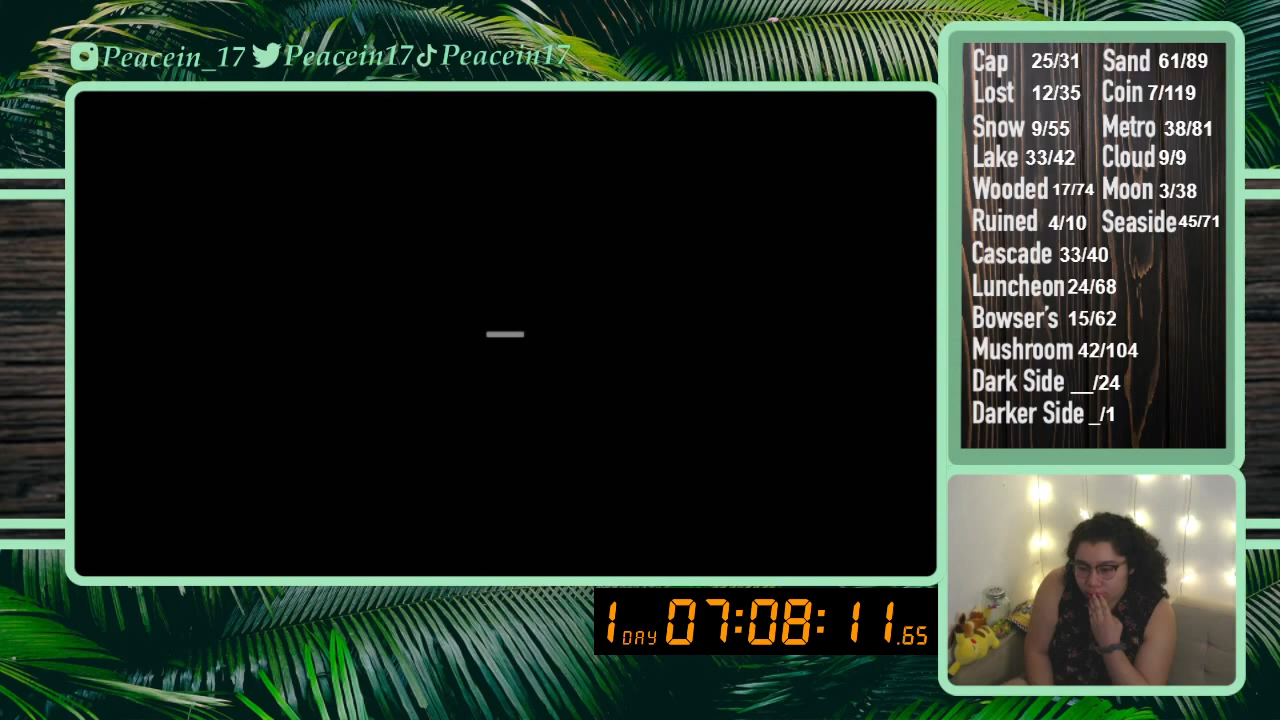 Peacein_17 Peacein17 Peacein17
Cap 25/31 Sand 61/89
Lost 12/35 Coin 7/119
Snow 9/55 Metro 38/81
Lake 33/42 Cloud 9/9
Wooded 17/74 Moon 3/38
Ruined 4/10 Seaside 45/71
Cascade 33/40
Luncheon 24/68
Bowser's 15/62
Mushroom 42/104
Dark Side __/24
Darker Side _/1
1 DAY 07:08:11.65